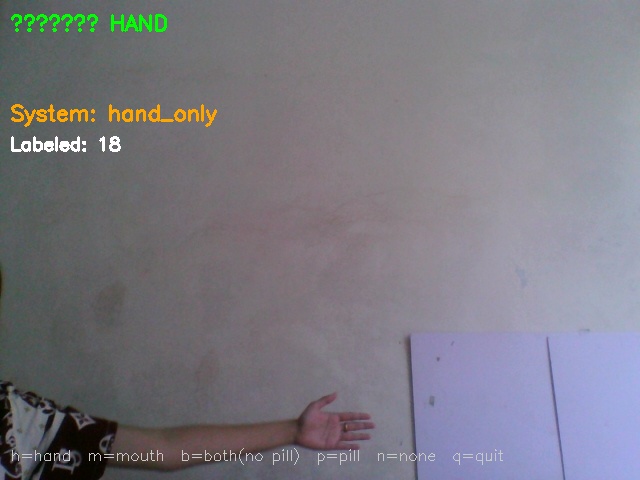 ??????? HAND
System: hand_only
Labeled: 18
h=hand m=mouth b=both(no pill) p=pill n=none q=quit